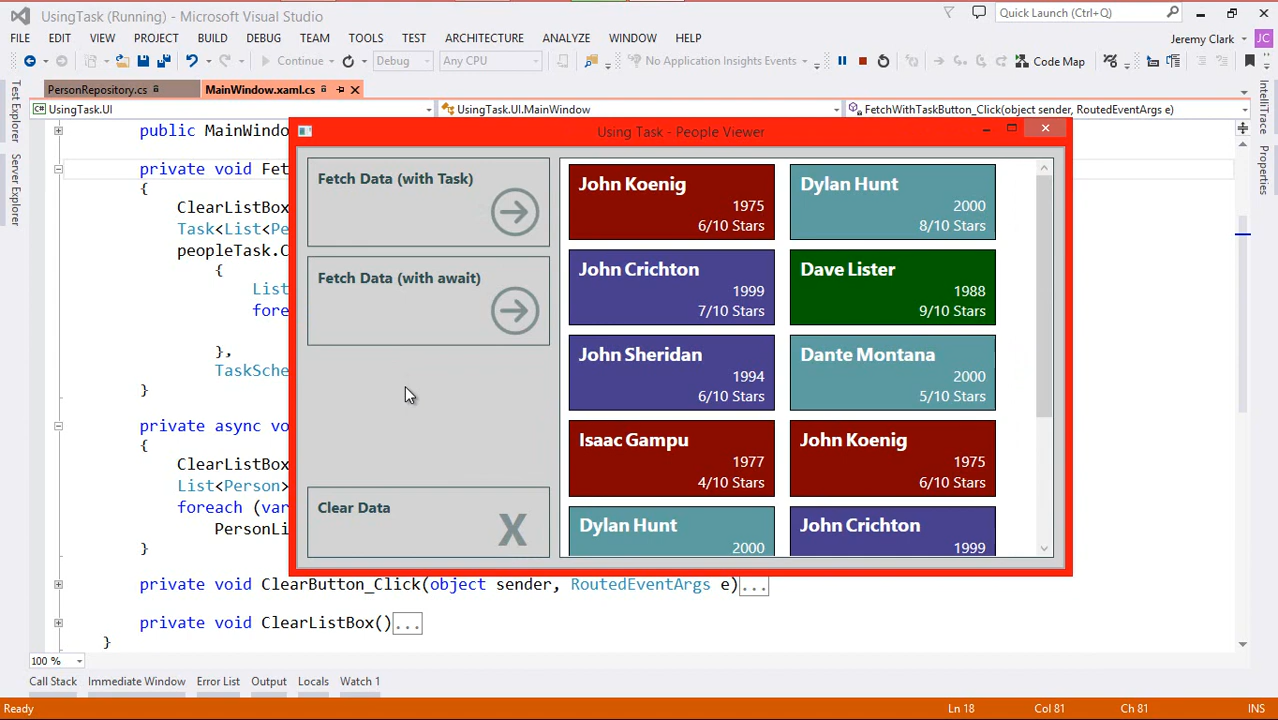 UsingTask (Running) - Microsoft Visual Studio
Quick Launch (Ctrl+Q)
FILE EDIT VIEW PROJECT BUILD DEBUG TEAM TOOLS TEST ARCHITECTURE ANALYZE WINDOW HELP
Jeremy Clark JC
Continue Debug Any CPU No Application Insights Events Code Map
PersonRepository.cs MainWindow.xaml.cs
UsingTask.UI UsingTask.UI.MainWindow FetchWithTaskButton_Click(object sender, RoutedEventArgs e)
Test Explorer
Server Explorer
IntelliTrace
Properties
public MainWindo
private void Fet
{
ClearListBox
Task<List<Pe
peopleTask.C
{
List
fore
},
TaskSche
}
private async vo
{
ClearListBox
List<Person>
foreach (var
PersonLi
}
private void ClearButton_Click(object sender, RoutedEventArgs e)...
private void ClearListBox()...
}
Using Task - People Viewer
Fetch Data (with Task)
Fetch Data (with await)
Clear Data
X
John Koenig
1975
6/10 Stars
Dylan Hunt
2000
8/10 Stars
John Crichton
1999
7/10 Stars
Dave Lister
1988
9/10 Stars
John Sheridan
1994
6/10 Stars
Dante Montana
2000
5/10 Stars
Isaac Gampu
1977
4/10 Stars
John Koenig
1975
6/10 Stars
Dylan Hunt
2000
John Crichton
1999
100 %
Call Stack Immediate Window Error List Output Locals Watch 1
Ready Ln 18 Col 81 Ch 81 INS